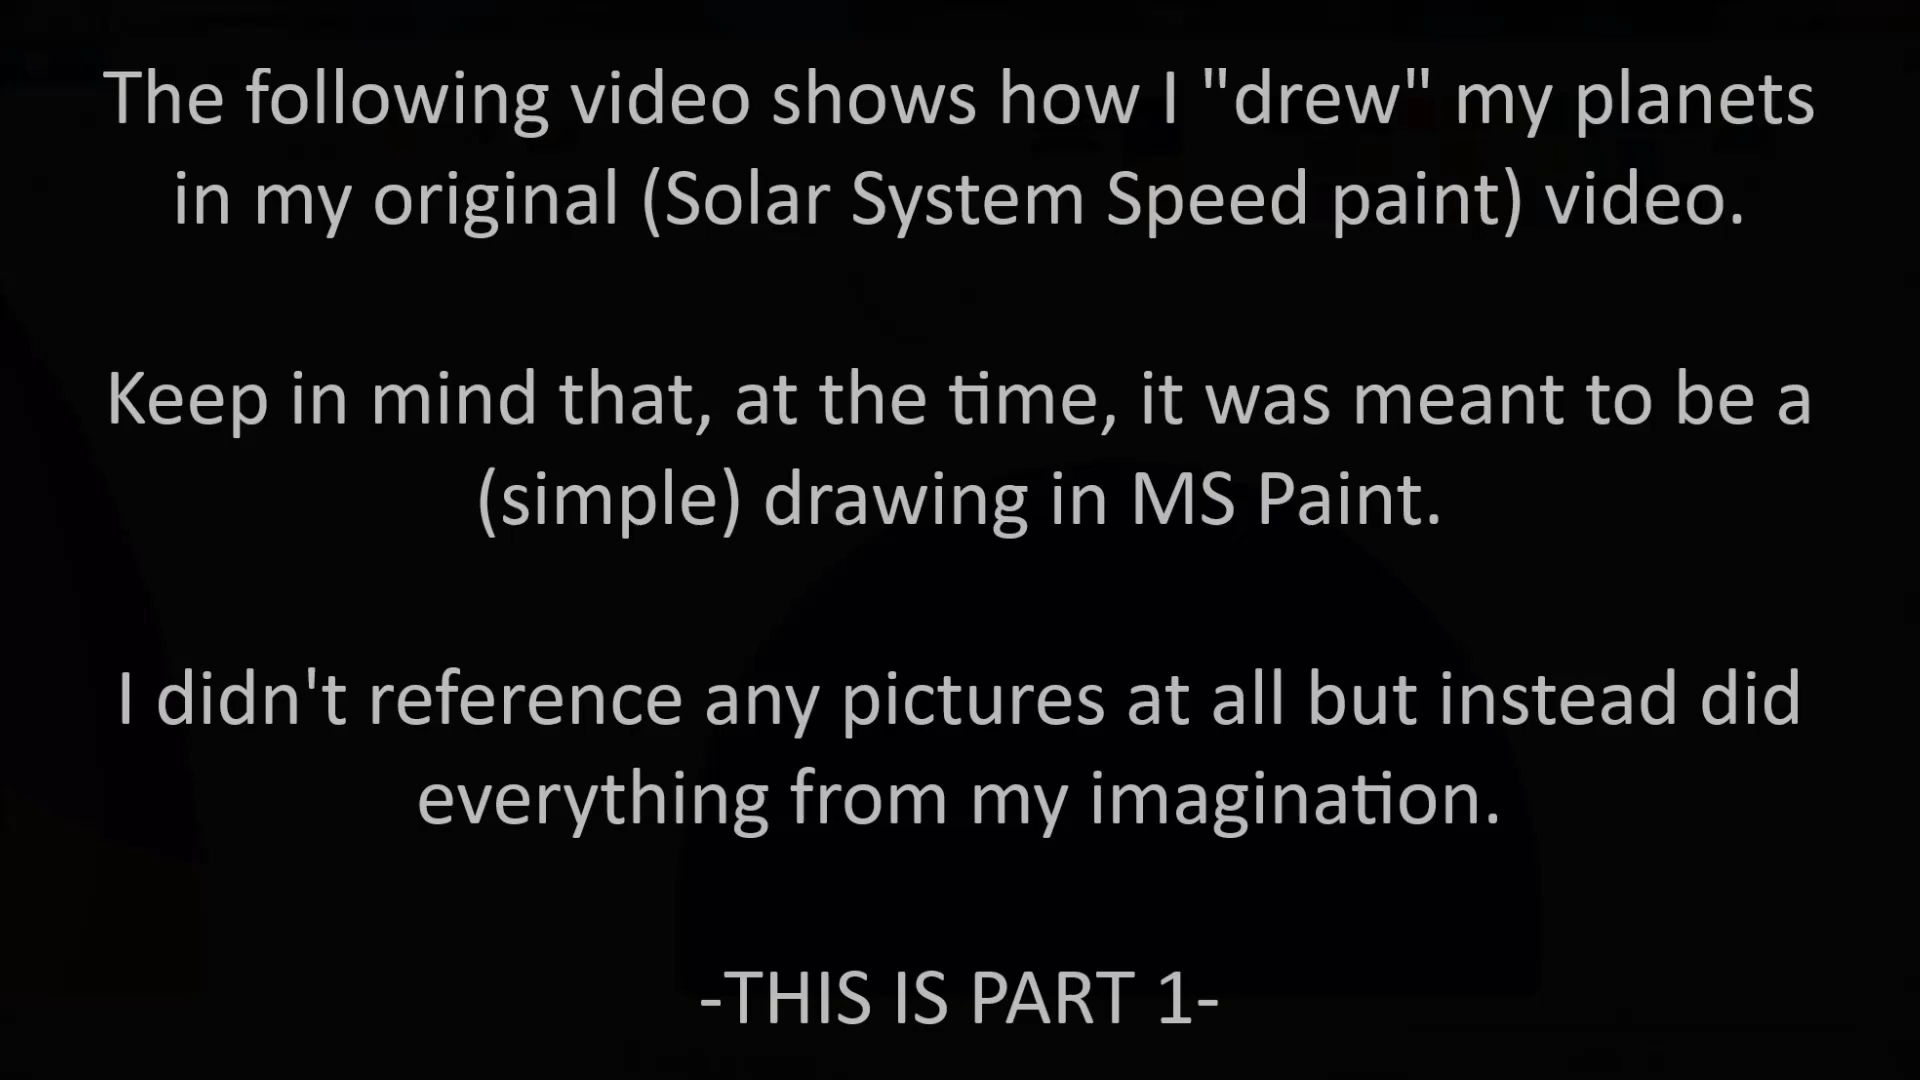 The following video shows how I "drew" my planets
in my original (Solar System Speed paint) video.
Keep in mind that, at the time, it was meant to be a
(simple) drawing in MS Paint.
I didn't reference any pictures at all but instead did
everything from my imagination.
-THIS IS PART 1-